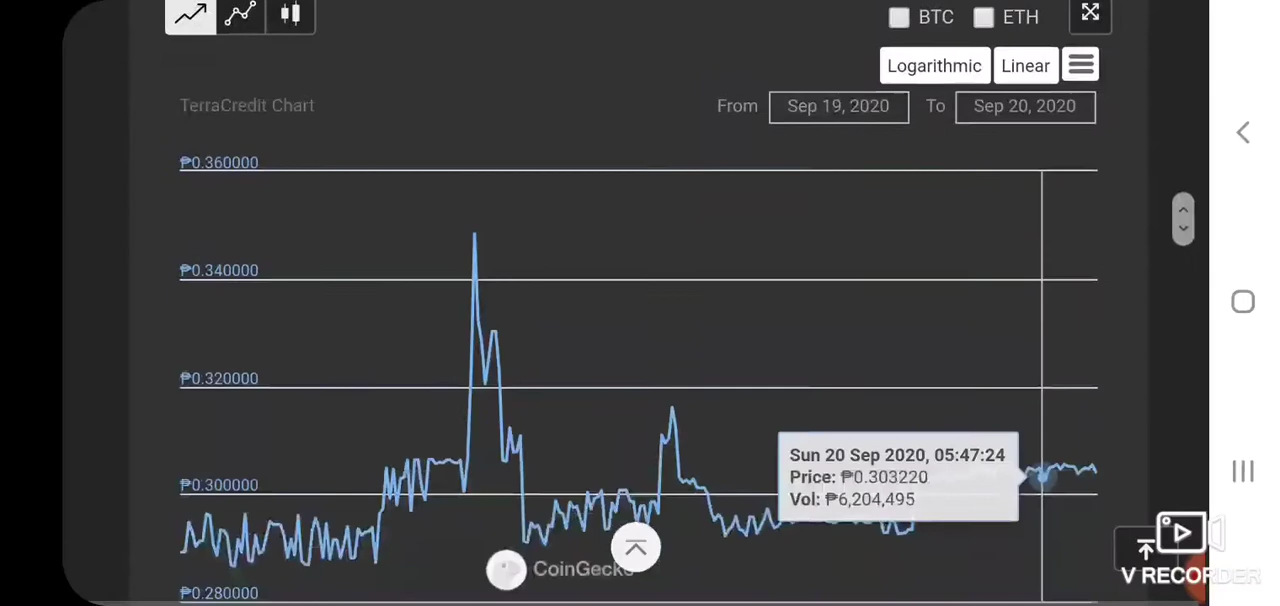 BTC ETH
Logarithmic Linear
TerraCredit Chart From Sep 19, 2020 To Sep 20, 2020
₱0.360000
₱0.340000
₱0.320000
Sun 20 Sep 2020, 05:47:24
Price: ₱0.303220
₱0.300000
Vol: ₱6,204,495
CoinGecko
V RECORDER
₱0.280000